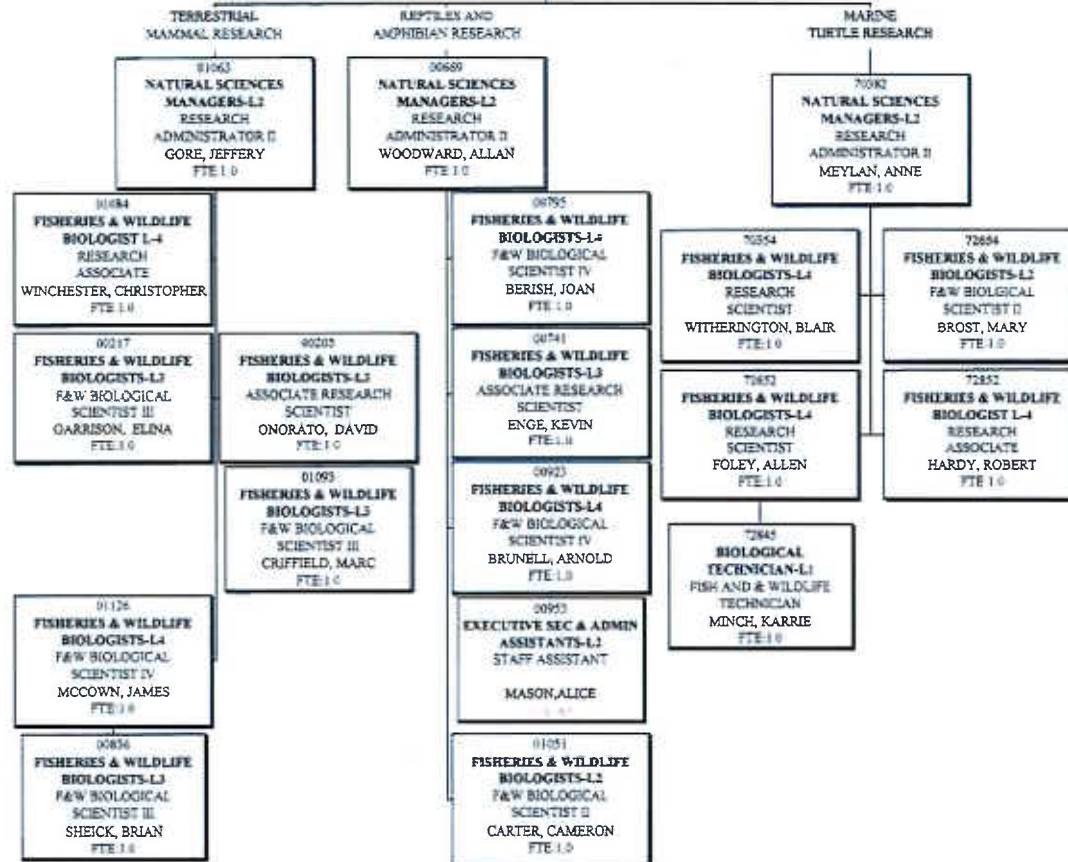 TERRESTRIAL
MAMMAL RESEARCH
01063
NATURAL SCIENCES
MANAGERS-L2
RESEARCH
ADMINISTRATOR II
GORE, JEFFERY
FTE:1.0
01084
FISHERIES & WILDLIFE
BIOLOGIST L-4
RESEARCH
ASSOCIATE
WINCHESTER, CHRISTOPHER
FTE:1.0
00217
FISHERIES & WILDLIFE
BIOLOGISTS-L3
F&W BIOLOGICAL
SCIENTIST III
GARRISON, ELINA
FTE:1.0
00205
FISHERIES & WILDLIFE
BIOLOGISTS-L3
ASSOCIATE RESEARCH
SCIENTIST
ONORATO, DAVID
FTE:1.0
01093
FISHERIES & WILDLIFE
BIOLOGISTS-L3
F&W BIOLOGICAL
SCIENTIST III
CRIFFIELD, MARC
FTE:1.0
01126
FISHERIES & WILDLIFE
BIOLOGISTS-L4
F&W BIOLOGICAL
SCIENTIST IV
MCCOWN, JAMES
FTE:1.0
00836
FISHERIES & WILDLIFE
BIOLOGISTS-L3
F&W BIOLOGICAL
SCIENTIST III
SHEICK, BRIAN
FTE:1.0
REPTILES AND
AMPHIBIAN RESEARCH
00669
NATURAL SCIENCES
MANAGERS-L2
RESEARCH
ADMINISTRATOR II
WOODWARD, ALLAN
FTE:1.0
00795
FISHERIES & WILDLIFE
BIOLOGISTS-L4
F&W BIOLOGICAL
SCIENTIST IV
BERISH, JOAN
FTE:1.0
00741
FISHERIES & WILDLIFE
BIOLOGISTS-L3
ASSOCIATE RESEARCH
SCIENTIST
ENGE, KEVIN
FTE:1.0
00923
FISHERIES & WILDLIFE
BIOLOGISTS-L4
F&W BIOLOGICAL
SCIENTIST IV
BRUNELL, ARNOLD
FTE:1.0
00953
EXECUTIVE SEC & ADMIN
ASSISTANTS-L2
STAFF ASSISTANT
MASON,ALICE
01051
FISHERIES & WILDLIFE
BIOLOGISTS-L2
F&W BIOLOGICAL
SCIENTIST II
CARTER, CAMERON
FTE:1.0
MARINE
TURTLE RESEARCH
70382
NATURAL SCIENCES
MANAGERS-L2
RESEARCH
ADMINISTRATOR II
MEYLAN, ANNE
FTE:1.0
70354
FISHERIES & WILDLIFE
BIOLOGISTS-L4
RESEARCH
SCIENTIST
WITHERINGTON, BLAIR
FTE:1.0
72654
FISHERIES & WILDLIFE
BIOLOGISTS-L2
F&W BIOLGICAL
SCIENTIST II
BROST, MARY
FTE:1.0
72652
FISHERIES & WILDLIFE
BIOLOGISTS-L4
RESEARCH
SCIENTIST
FOLEY, ALLEN
FTE:1.0
72852
FISHERIES & WILDLIFE
BIOLOGIST L-4
RESEARCH
ASSOCIATE
HARDY, ROBERT
FTE 1.0
72845
BIOLOGICAL
TECHNICIAN-L1
FISH AND & WILDLIFE
TECHNICIAN
MINCH, KARRIE
FTE:1.0